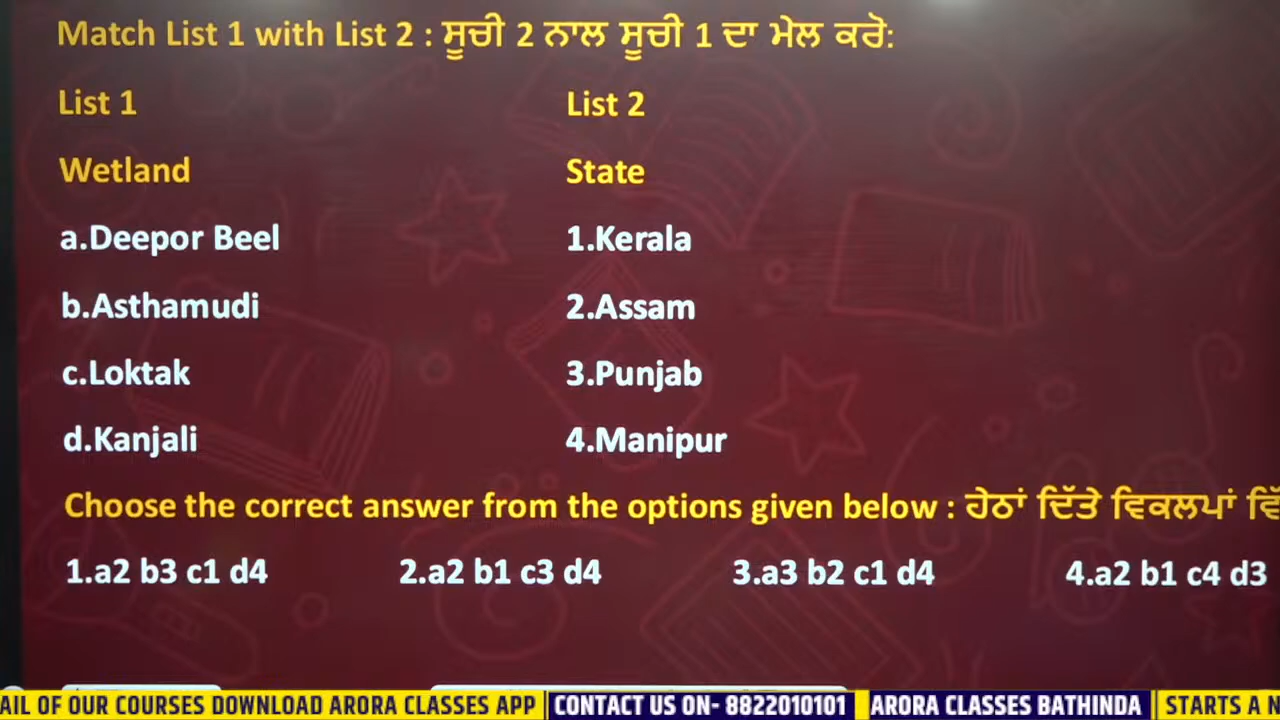 Match List 1 with List 2 : ਸੂਚੀ 2 ਨਾਲ ਸੂਚੀ 1 ਦਾ ਮੇਲ ਕਰੋ:
List 1 List 2
Wetland State
a.Deepor Beel 1.Kerala
b.Asthamudi 2.Assam
c.Loktak 3.Punjab
d.Kanjali 4.Manipur
Choose the correct answer from the options given below : ਹੇਠਾਂ ਦਿੱਤੇ ਵਿਕਲਪਾਂ
1.a2 b3 c1 d4 2.a2 b1 c3 d4 3.a3 b2 c1 d4 4.a2 b1 c4 d3
AIL OF OUR COURSES DOWNLOAD ARORA CLASSES APP CONTACT US ON- 8822010101 ARORA CLASSES BATHINDA STARTS A N